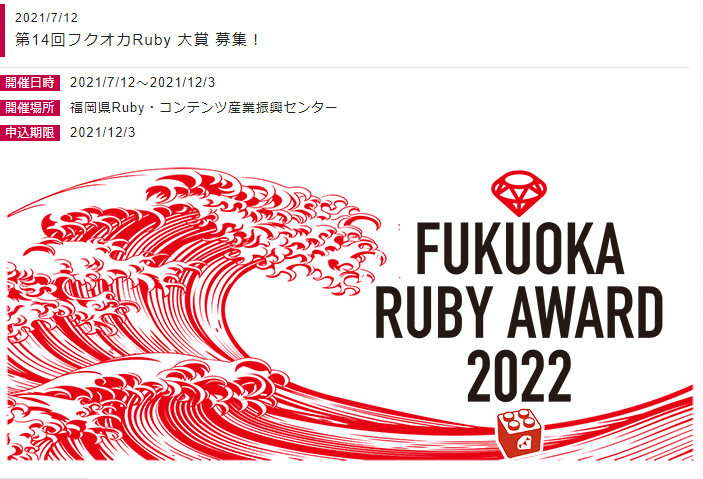 2021/7/12
第14回フクオカRuby 大賞 募集！
開催日時 2021/7/12～2021/12/3
開催場所 福岡県Ruby・コンテンツ産業振興センター
申込期限 2021/12/3
FUKUOKA
RUBY AWARD
2022